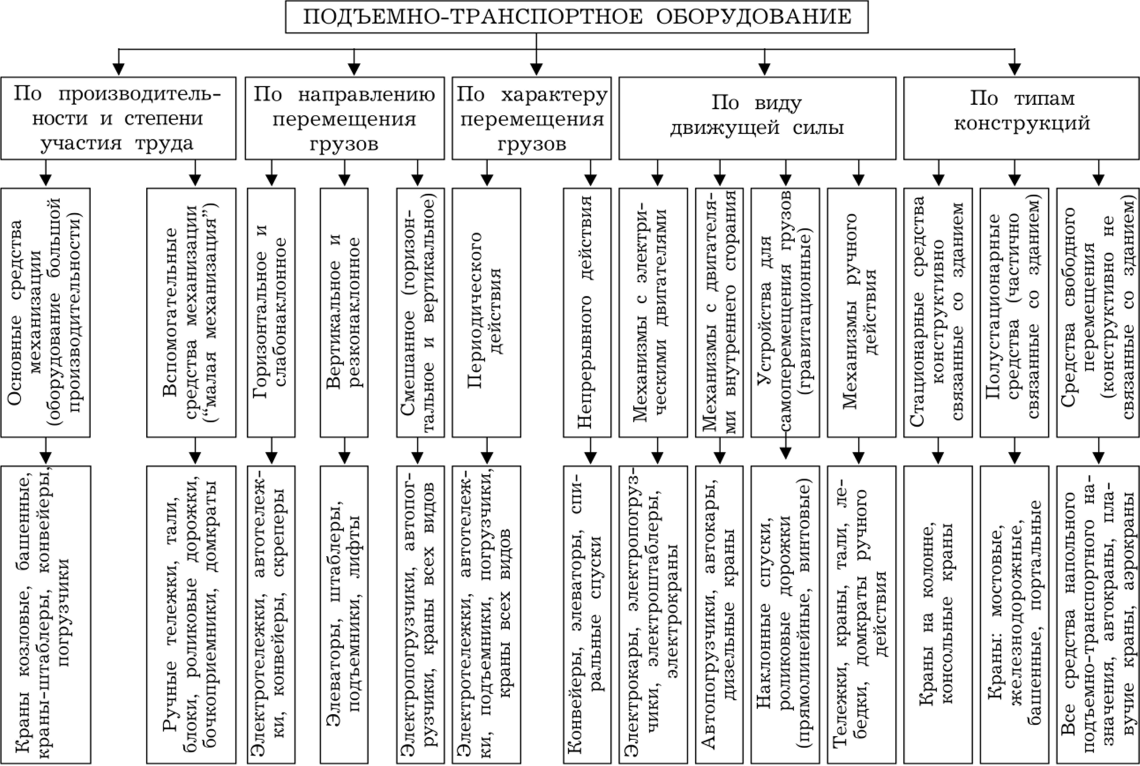 ПОДЪЕМНО-ТРАНСПОРТНОЕ ОБОРУДОВАНИЕ
По производитель-
ности и степени
участия труда
По направлению
перемещения
грузов
По характеру
перемещения
грузов
По виду
движущей силы
По типам
конструкций
Основные средства
механизации
(оборудование большой
производительности)
Вспомогательные
средства механизации
(“малая механизация”)
Горизонтальное и
слабонаклонное
Вертикальное и
резконаклонное
Смешанное (горизон-
тальное и вертикальное)
Периодического
действия
Непрерывного действия
Механизмы с электри-
ческими двигателями
Механизмы с двигателя-
ми внутреннего сгорания
Устройства для
самоперемещения грузов
(гравитационные)
Механизмы ручного
действия
Стационарные средства
конструктивно
связанные со зданием
Полустационарные
средства (частично
связанные со зданием)
Средства свободного
перемещения
(конструктивно не
связанные со зданием)
Краны козловые, башенные,
краны-штаблеры, конвейеры,
погрузчики
Ручные тележки, тали,
блоки, роликовые дорожки,
бочкоприемники, домкраты
Электротележки, автотележ-
ки, конвейеры, скреперы
Элеваторы, штаблеры,
подъемники, лифты
Электропогрузчики, автопог-
рузчики, краны всех видов
Электротележки, автотележ-
ки, подъемники, погрузчики,
краны всех видов
Конвейеры, элеваторы, спи-
ральные спуски
Электрокары, электропогруз-
чики, электроштаблеры,
электрокраны
Автопогрузчики, автокары,
дизельные краны
Наклонные спуски,
роликовые дорожки
(прямолинейные, винтовые)
Тележки, краны, тали, ле-
бедки, домкраты ручного
действия
Краны на колонне,
консольные краны
Краны: мостовые,
железнодорожные,
башенные, портальные
Все средства напольного
подъемно-транспортного на-
значения, автокраны, пла-
вучие краны, аэрокраны